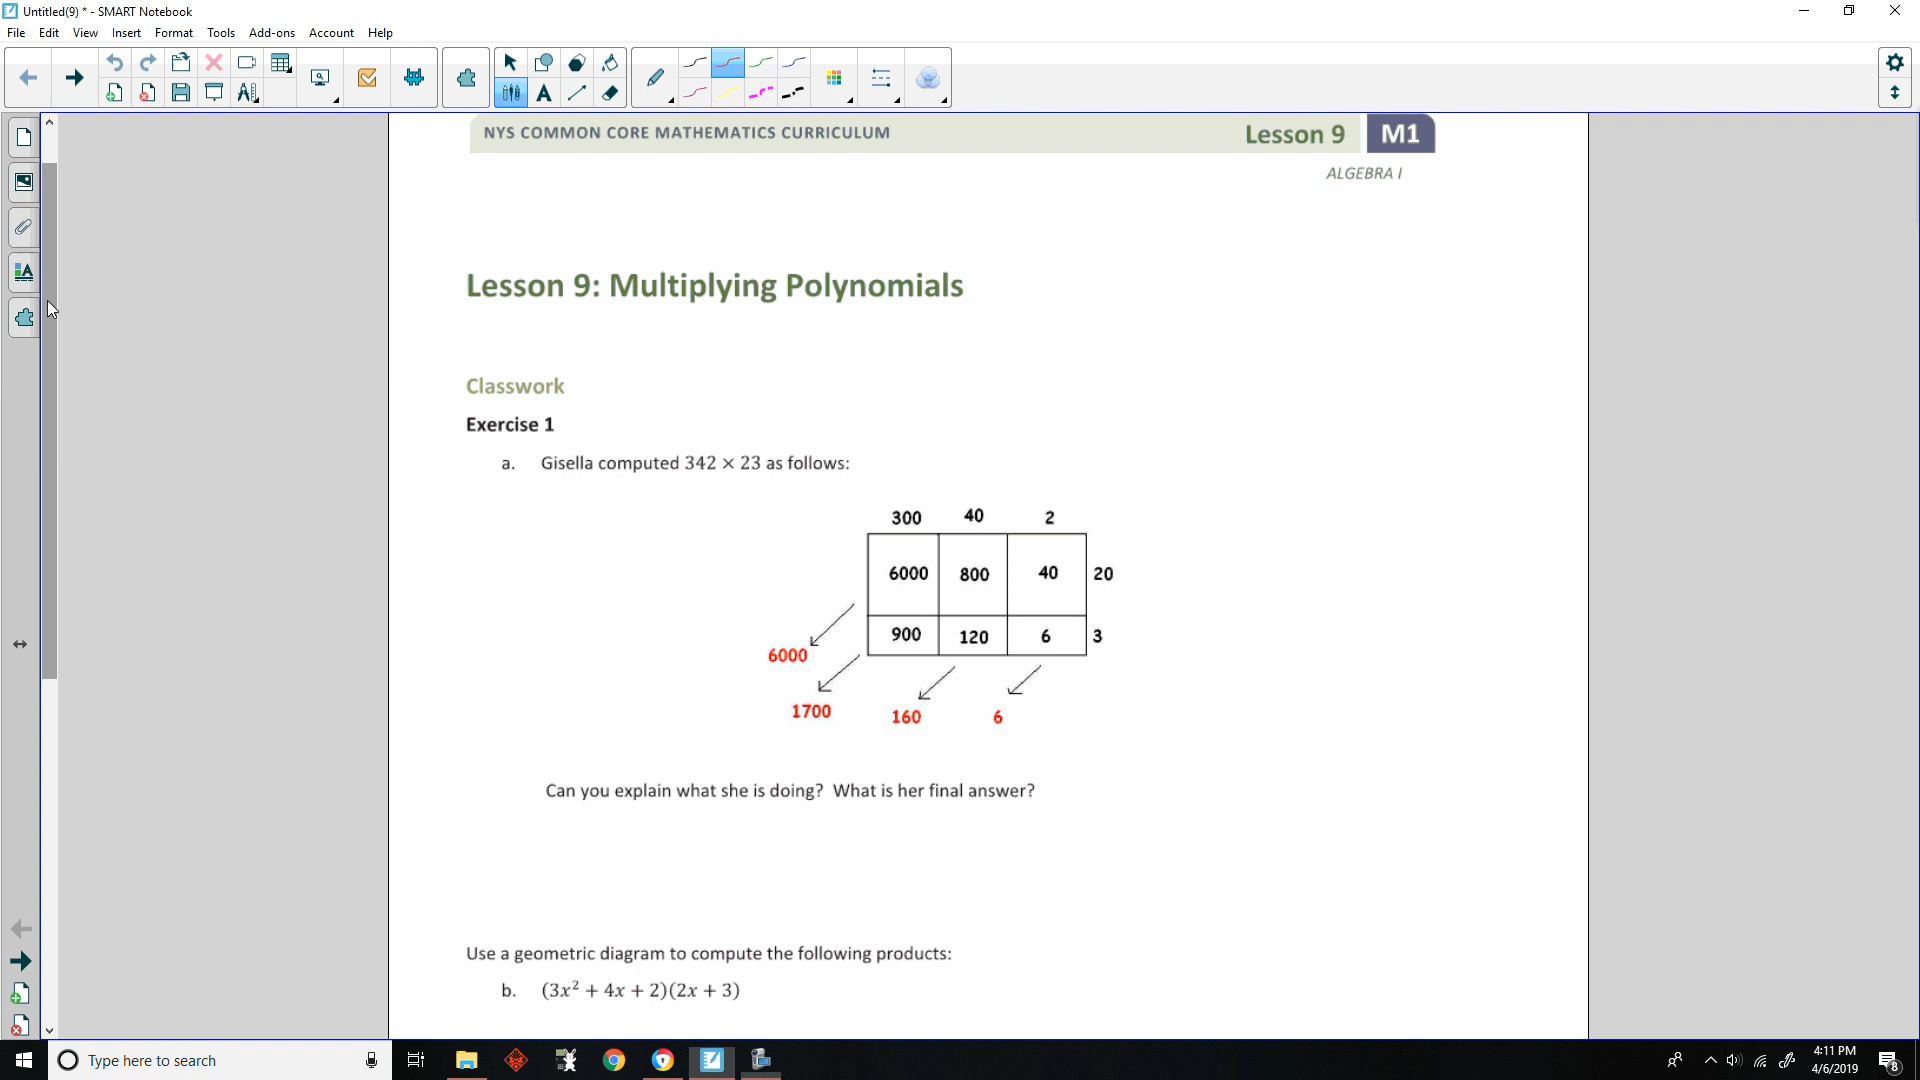 Untitled(9) * - SMART Notebook
File Edit View Insert Format Tools Add-ons Account Help
NYS COMMON CORE MATHEMATICS CURRICULUM Lesson 9 M1
ALGEBRA I
Lesson 9: Multiplying Polynomials
Classwork
Exercise 1
a. Gisella computed 342 × 23 as follows:
300 40 2
6000 800 40 20
900 120 6 3
6000
1700 160 6
Can you explain what she is doing? What is her final answer?
Use a geometric diagram to compute the following products:
b. (3x² + 4x + 2)(2x + 3)
Type here to search
4:11 PM
4/6/2019
8